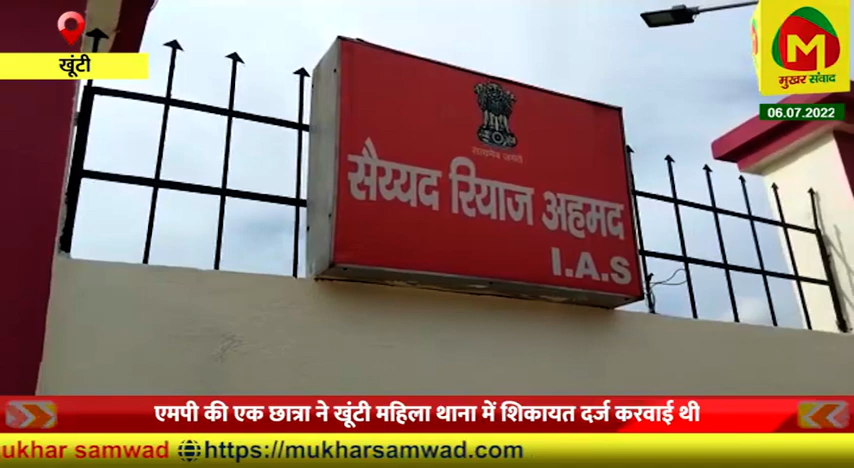 खूंटी
M
मुखर संवाद
06.07.2022
सत्यमेव जयते
सैय्यद रियाज अहमद
I.A.S
एमपी की एक छात्रा ने खूंटी महिला थाना में शिकायत दर्ज करवाई थी
ukhar samwad https://mukharsamwad.com